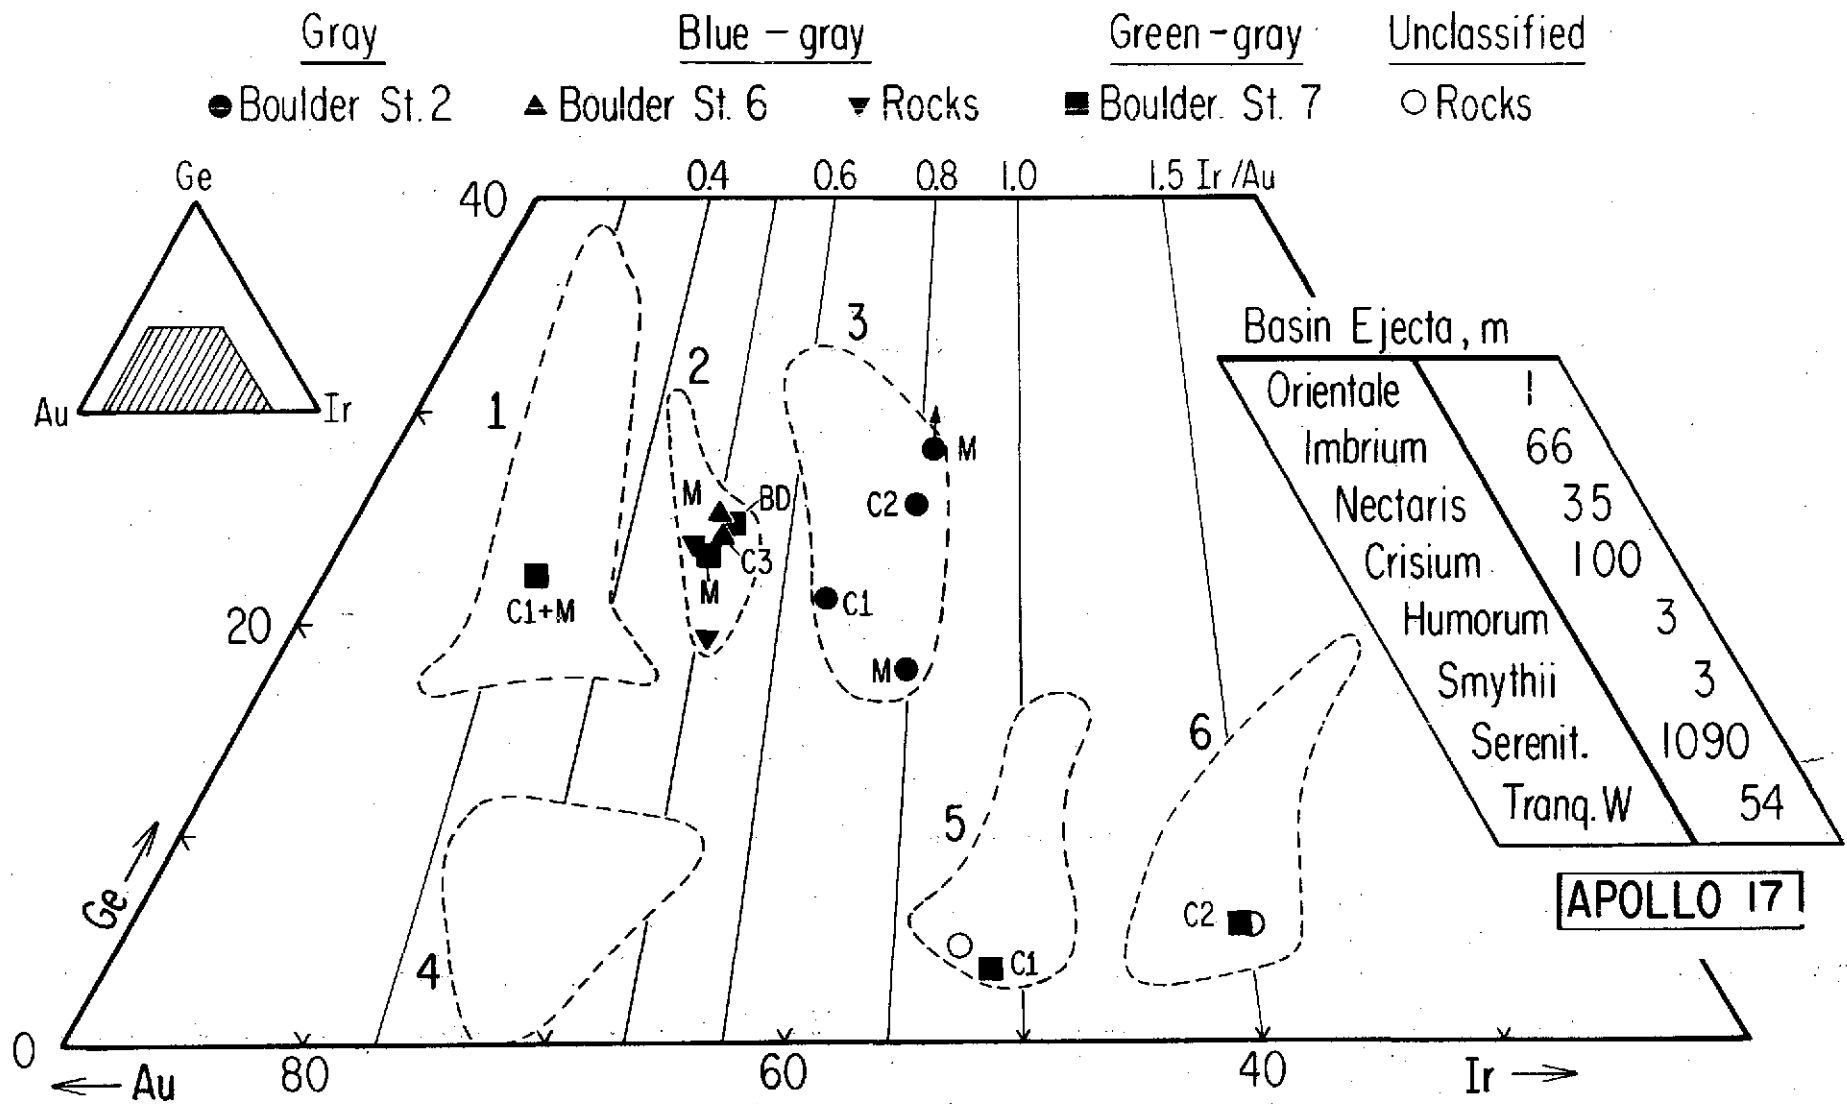 Gray Blue-gray Green-gray Unclassified
● Boulder St. 2 ▲ Boulder St. 6 ▼ Rocks ■ Boulder St. 7 ○ Rocks
Ge
Au
Ir
40
0.4 0.6 0.8 1.0 1.5 Ir/Au
1
2
3
M
BD
C3
M
C1+M
M
C2
C1
M
20
4
5
C1
6
C2
Basin Ejecta, m
Orientale 1
Imbrium 66
Nectaris 35
Crisium 100
Humorum 3
Smythii 3
Serenit. 1090
Tranq. W 54
APOLLO 17
Ge →
0
← Au 80 60 40 Ir →